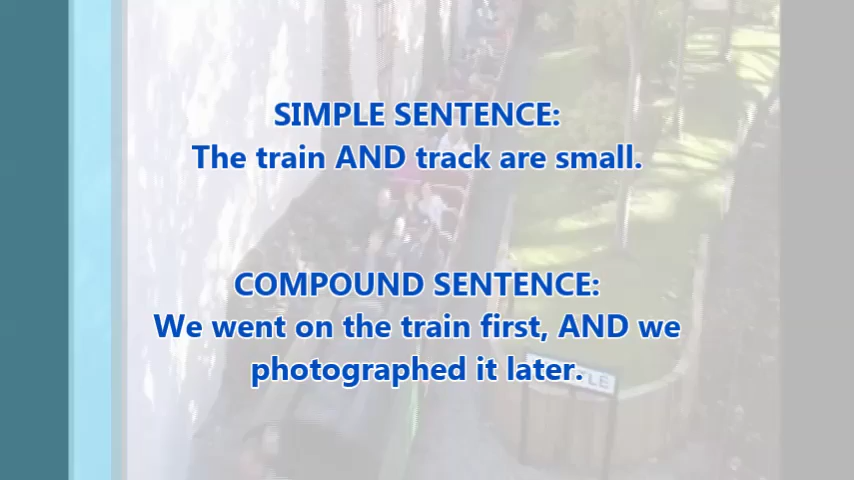 SIMPLE SENTENCE:
The train AND track are small.
COMPOUND SENTENCE:
We went on the train first, AND we
photographed it later.